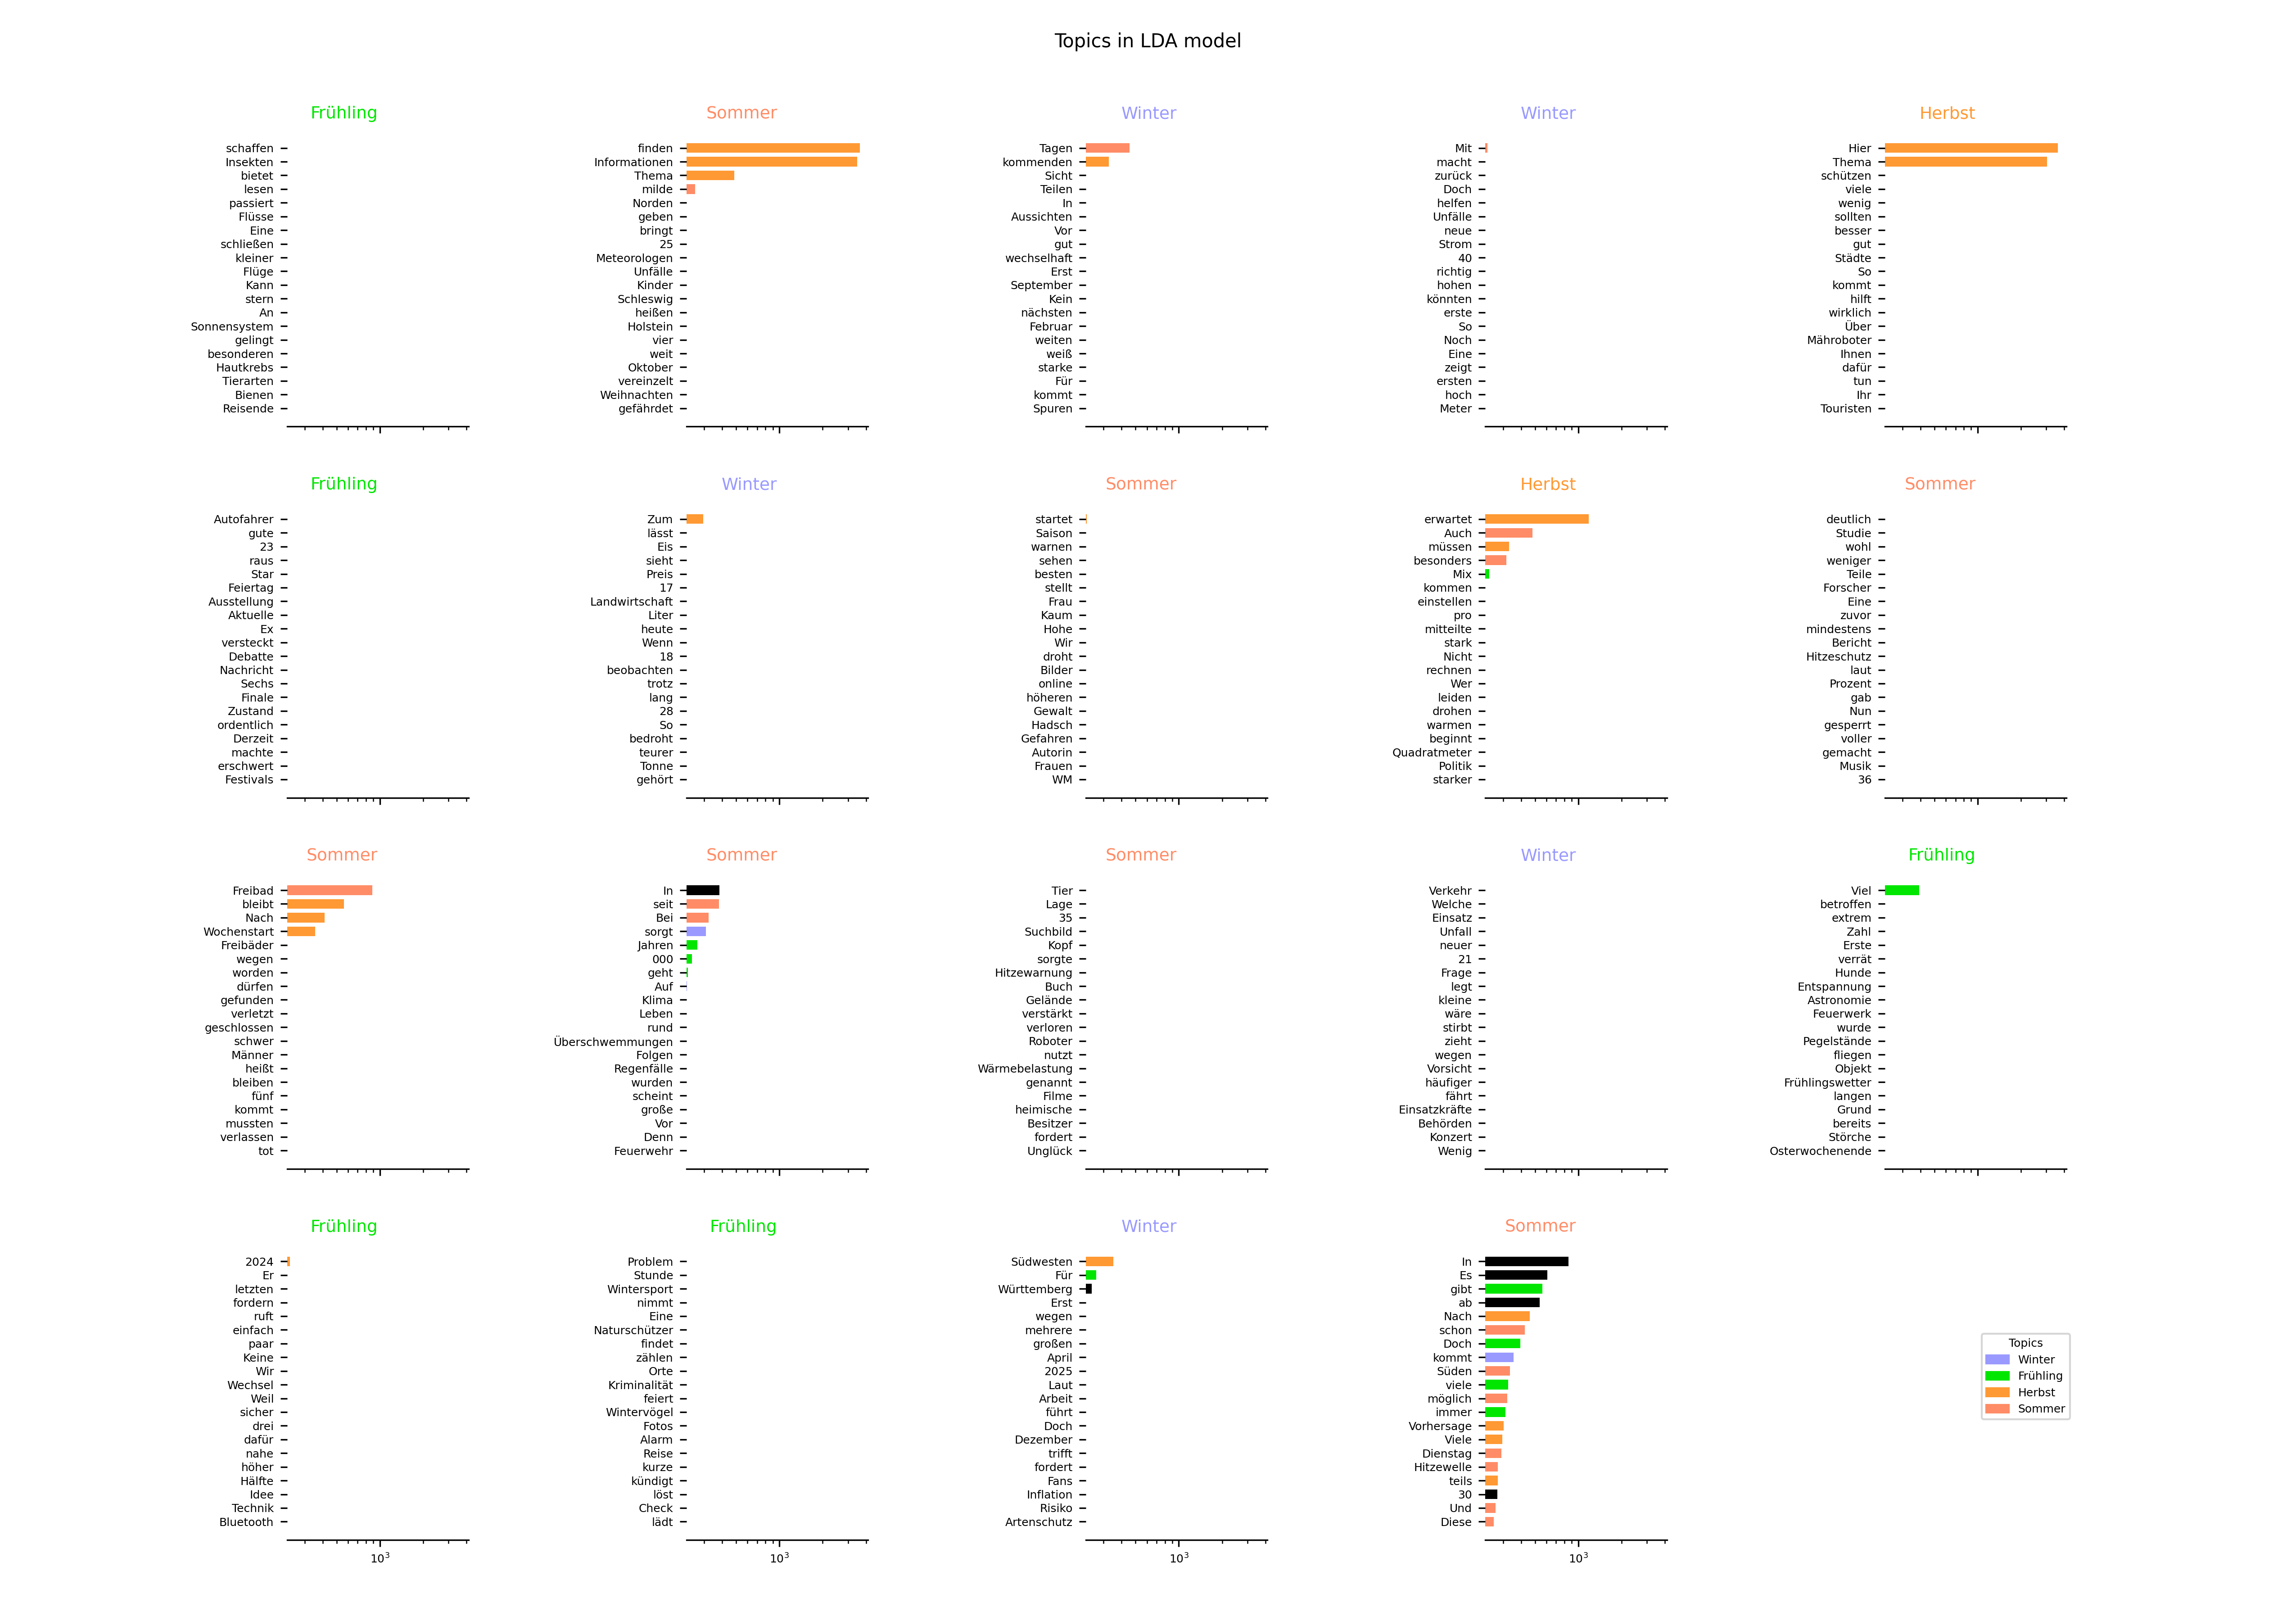 Topics in LDA model
Frühling
schaffen
Insekten
bietet
lesen
passiert
Flüsse
Eine
schließen
kleiner
Flüge
Kann
stern
An
Sonnensystem
gelingt
besonderen
Hautkrebs
Tierarten
Bienen
Reisende
Sommer
finden
Informationen
Thema
milde
Norden
geben
bringt
25
Meteorologen
Unfälle
Kinder
Schleswig
heißen
Holstein
vier
weit
Oktober
vereinzelt
Weihnachten
gefährdet
Winter
Tagen
kommenden
Sicht
Teilen
In
Aussichten
Vor
gut
wechselhaft
Erst
September
Kein
nächsten
Februar
weiten
weiß
starke
Für
kommt
Spuren
Winter
Mit
macht
zurück
Doch
helfen
Unfälle
neue
Strom
40
richtig
hohen
könnten
erste
So
Noch
Eine
zeigt
ersten
hoch
Meter
Herbst
Hier
Thema
schützen
viele
wenig
sollten
besser
gut
Städte
So
kommt
hilft
wirklich
Über
Mähroboter
Ihnen
dafür
tun
Ihr
Touristen
Frühling
Autofahrer
gute
23
raus
Star
Feiertag
Ausstellung
Aktuelle
Ex
versteckt
Debatte
Nachricht
Sechs
Finale
Zustand
ordentlich
Derzeit
machte
erschwert
Festivals
Winter
Zum
lässt
Eis
sieht
Preis
17
Landwirtschaft
Liter
heute
Wenn
18
beobachten
trotz
lang
28
So
bedroht
teurer
Tonne
gehört
Sommer
startet
Saison
warnen
sehen
besten
stellt
Frau
Kaum
Hohe
Wir
droht
Bilder
online
höheren
Gewalt
Hadsch
Gefahren
Autorin
Frauen
WM
Herbst
erwartet
Auch
müssen
besonders
Mix
kommen
einstellen
pro
mitteilte
stark
Nicht
rechnen
Wer
leiden
drohen
warmen
beginnt
Quadratmeter
Politik
starker
Sommer
deutlich
Studie
wohl
weniger
Teile
Forscher
Eine
zuvor
mindestens
Bericht
Hitzeschutz
laut
Prozent
gab
Nun
gesperrt
voller
gemacht
Musik
36
Sommer
Freibad
bleibt
Nach
Wochenstart
Freibäder
wegen
worden
dürfen
gefunden
verletzt
geschlossen
schwer
Männer
heißt
bleiben
fünf
kommt
mussten
verlassen
tot
Sommer
In
seit
Bei
sorgt
Jahren
000
geht
Auf
Klima
Leben
rund
Überschwemmungen
Folgen
Regenfälle
wurden
scheint
große
Vor
Denn
Feuerwehr
Sommer
Tier
Lage
35
Suchbild
Kopf
sorgte
Hitzewarnung
Buch
Gelände
verstärkt
verloren
Roboter
nutzt
Wärmebelastung
genannt
Filme
heimische
Besitzer
fordert
Unglück
Winter
Verkehr
Welche
Einsatz
Unfall
neuer
21
Frage
legt
kleine
wäre
stirbt
zieht
wegen
Vorsicht
häufiger
fährt
Einsatzkräfte
Behörden
Konzert
Wenig
Frühling
Viel
betroffen
extrem
Zahl
Erste
verrät
Hunde
Entspannung
Astronomie
Feuerwerk
wurde
Pegelstände
fliegen
Objekt
Frühlingswetter
langen
Grund
bereits
Störche
Osterwochenende
Frühling
2024
Er
letzten
fordern
ruft
einfach
paar
Keine
Wir
Wechsel
Weil
sicher
drei
dafür
nahe
höher
Hälfte
Idee
Technik
Bluetooth
10³
Frühling
Problem
Stunde
Wintersport
nimmt
Eine
Naturschützer
findet
zählen
Orte
Kriminalität
feiert
Wintervögel
Fotos
Alarm
Reise
kurze
kündigt
löst
Check
lädt
10³
Winter
Südwesten
Für
Württemberg
Erst
wegen
mehrere
großen
April
2025
Laut
Arbeit
führt
Doch
Dezember
trifft
fordert
Fans
Inflation
Risiko
Artenschutz
10³
Sommer
In
Es
gibt
ab
Nach
schon
Doch
kommt
Süden
viele
möglich
immer
Vorhersage
Viele
Dienstag
Hitzewelle
teils
30
Und
Diese
10³
Topics
Winter
Frühling
Herbst
Sommer